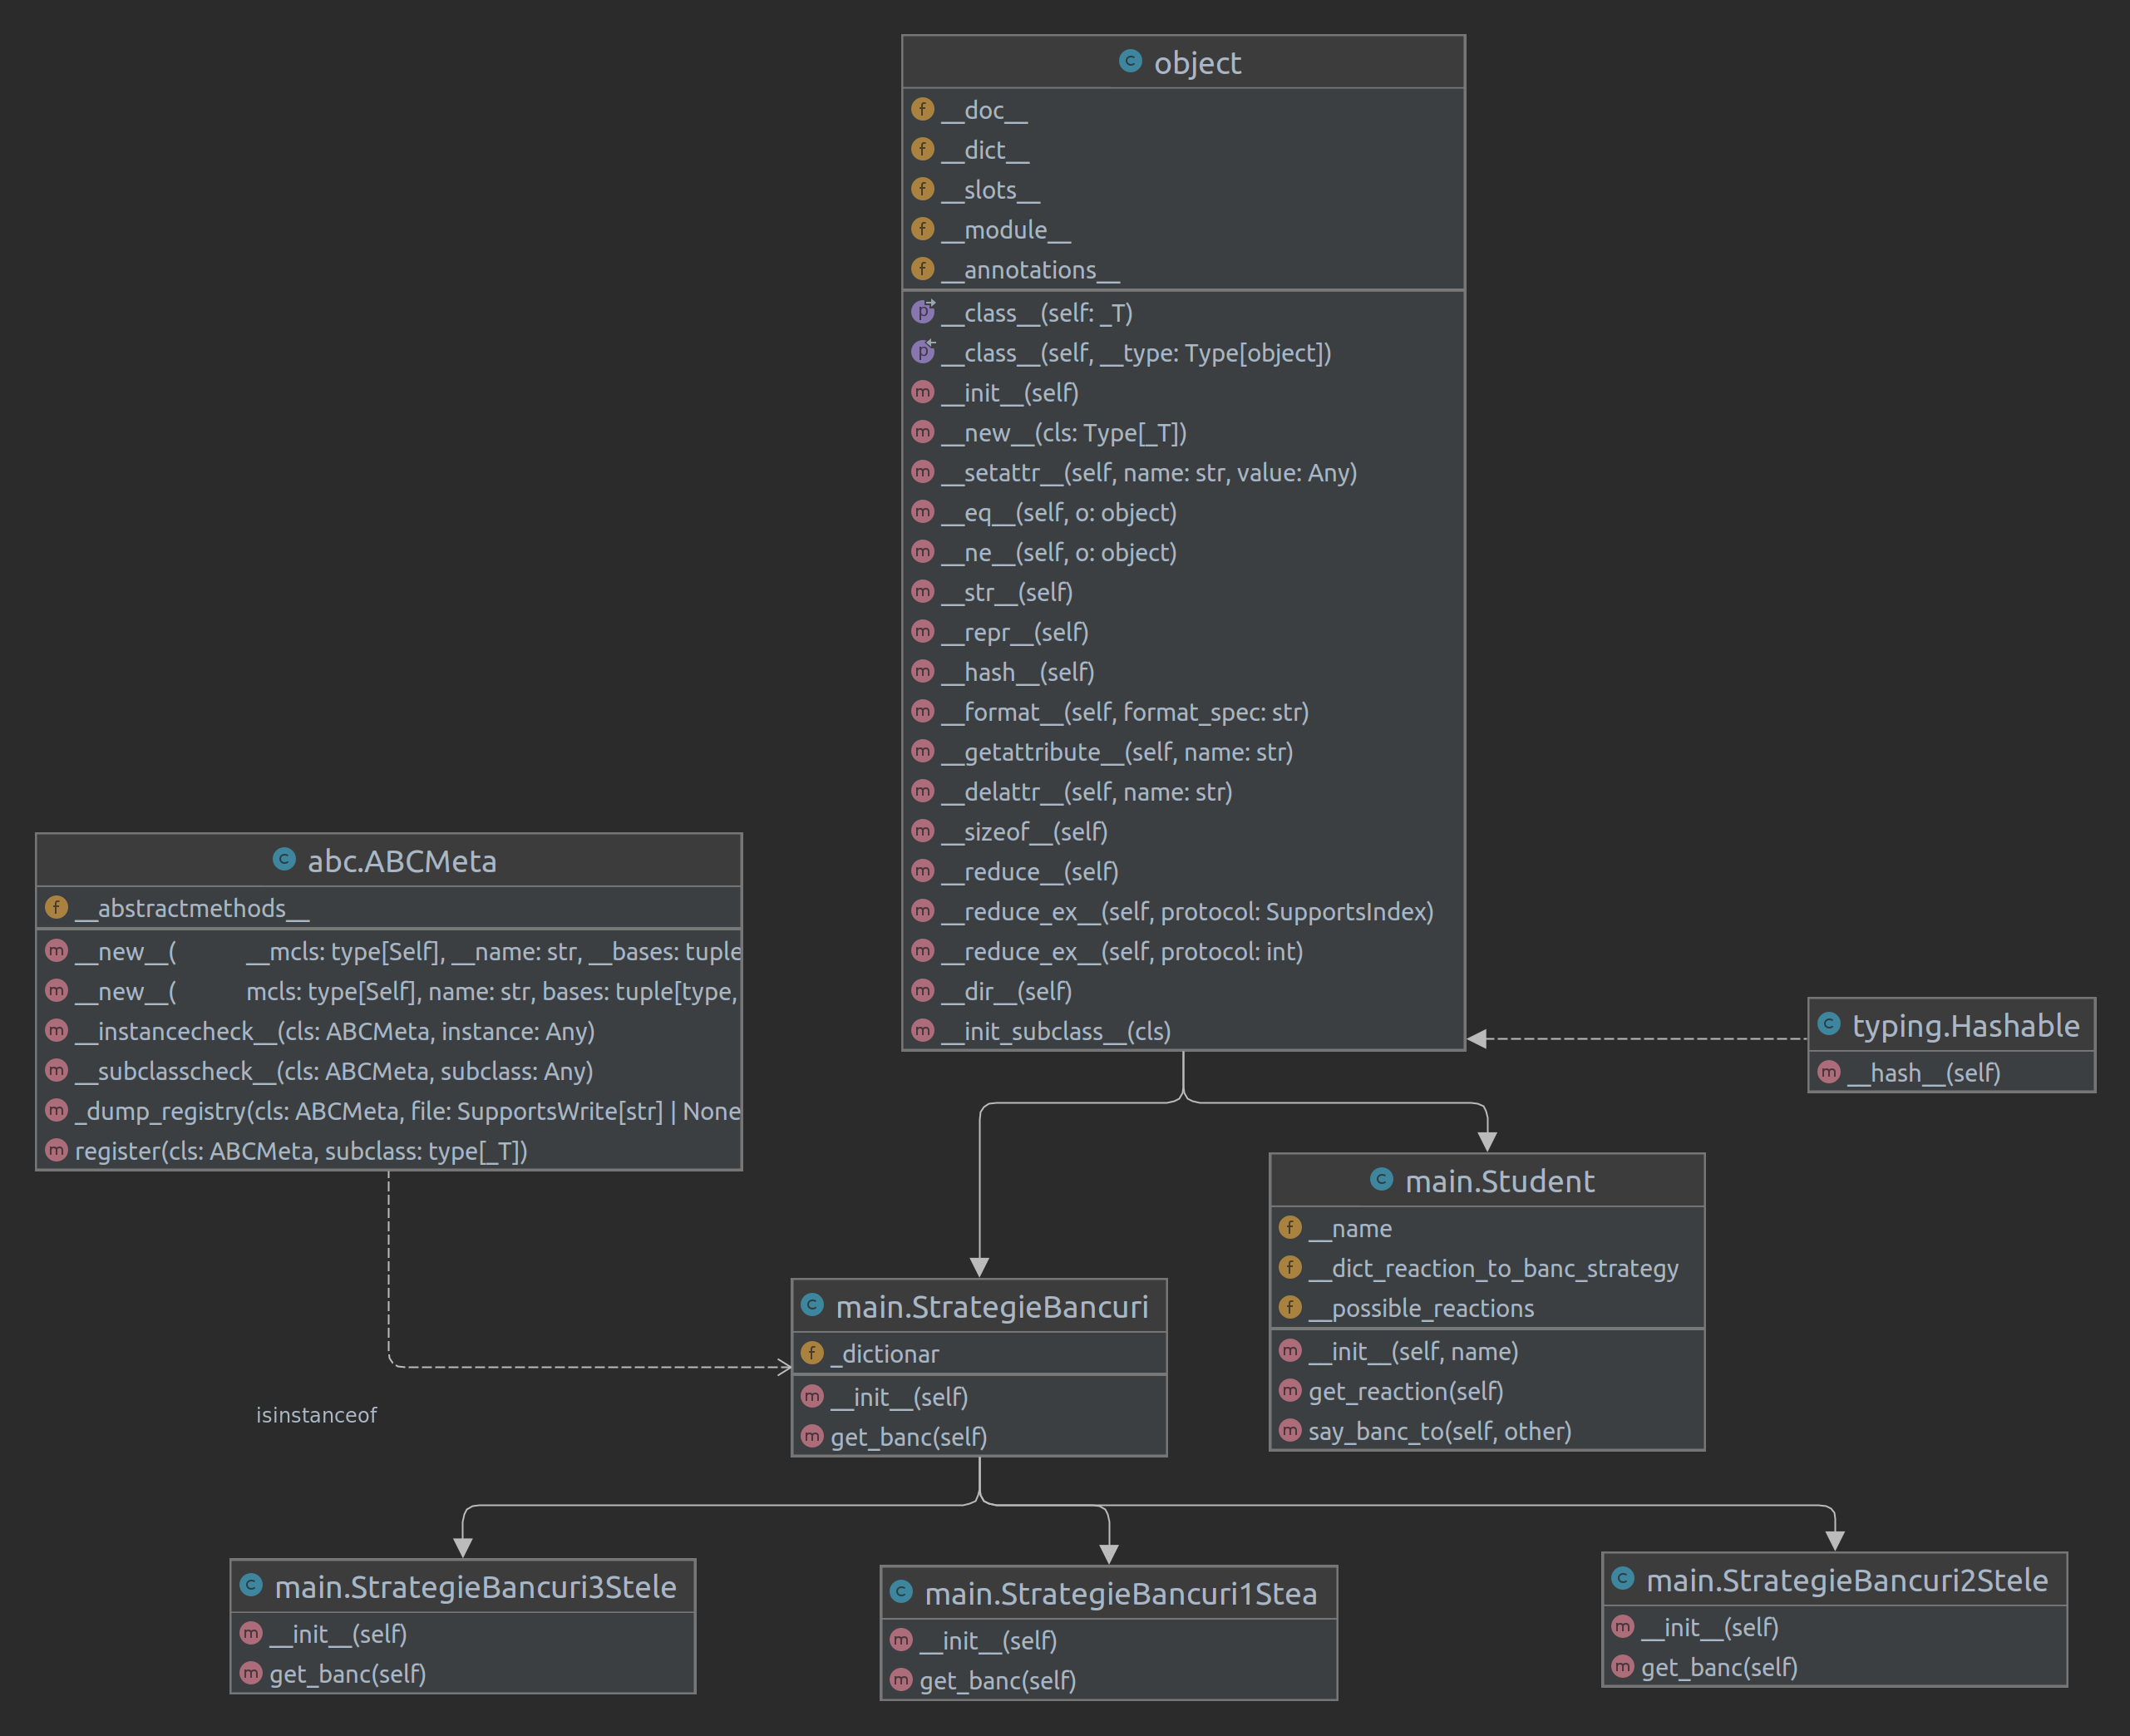 object
__doc__
__dict__
__slots__
__module__
__annotations__
__class__(self: _T)
__class__(self, __type: Type[object])
__init__(self)
__new__(cls: Type[_T])
__setattr__(self, name: str, value: Any)
__eq__(self, o: object)
__ne__(self, o: object)
__str__(self)
__repr__(self)
__hash__(self)
__format__(self, format_spec: str)
__getattribute__(self, name: str)
__delattr__(self, name: str)
__sizeof__(self)
__reduce__(self)
__reduce_ex__(self, protocol: SupportsIndex)
__reduce_ex__(self, protocol: int)
__dir__(self)
__init_subclass__(cls)
abc.ABCMeta
__abstractmethods__
__new__( __mcls: type[Self], __name: str, __bases: tuple
__new__( mcls: type[Self], name: str, bases: tuple[type,
__instancecheck__(cls: ABCMeta, instance: Any)
__subclasscheck__(cls: ABCMeta, subclass: Any)
_dump_registry(cls: ABCMeta, file: SupportsWrite[str] | None
register(cls: ABCMeta, subclass: type[_T])
typing.Hashable
__hash__(self)
main.Student
__name
__dict_reaction_to_banc_strategy
__possible_reactions
__init__(self, name)
get_reaction(self)
say_banc_to(self, other)
main.StrategieBancuri
_dictionar
__init__(self)
get_banc(self)
isinstanceof
main.StrategieBancuri3Stele
__init__(self)
get_banc(self)
main.StrategieBancuri1Stea
__init__(self)
get_banc(self)
main.StrategieBancuri2Stele
__init__(self)
get_banc(self)